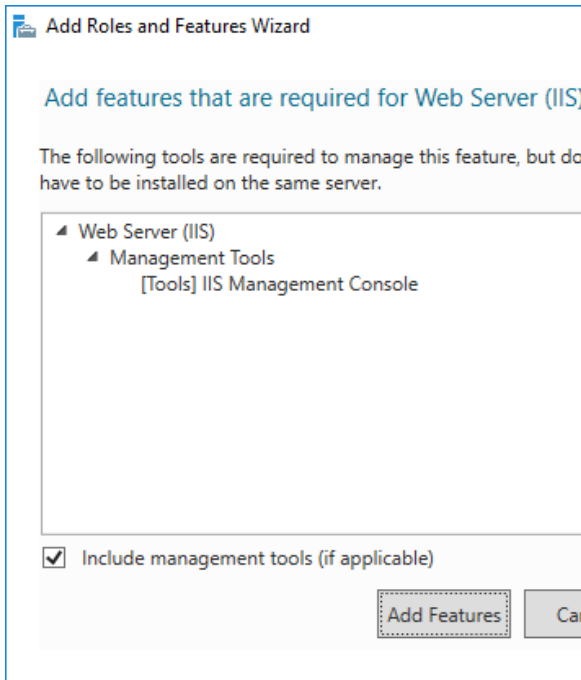 Add Roles and Features Wizard
Add features that are required for Web Server (IIS)
The following tools are required to manage this feature, but do
have to be installed on the same server.
Web Server (IIS)
Management Tools
[Tools] IIS Management Console
Include management tools (if applicable)
Add Features